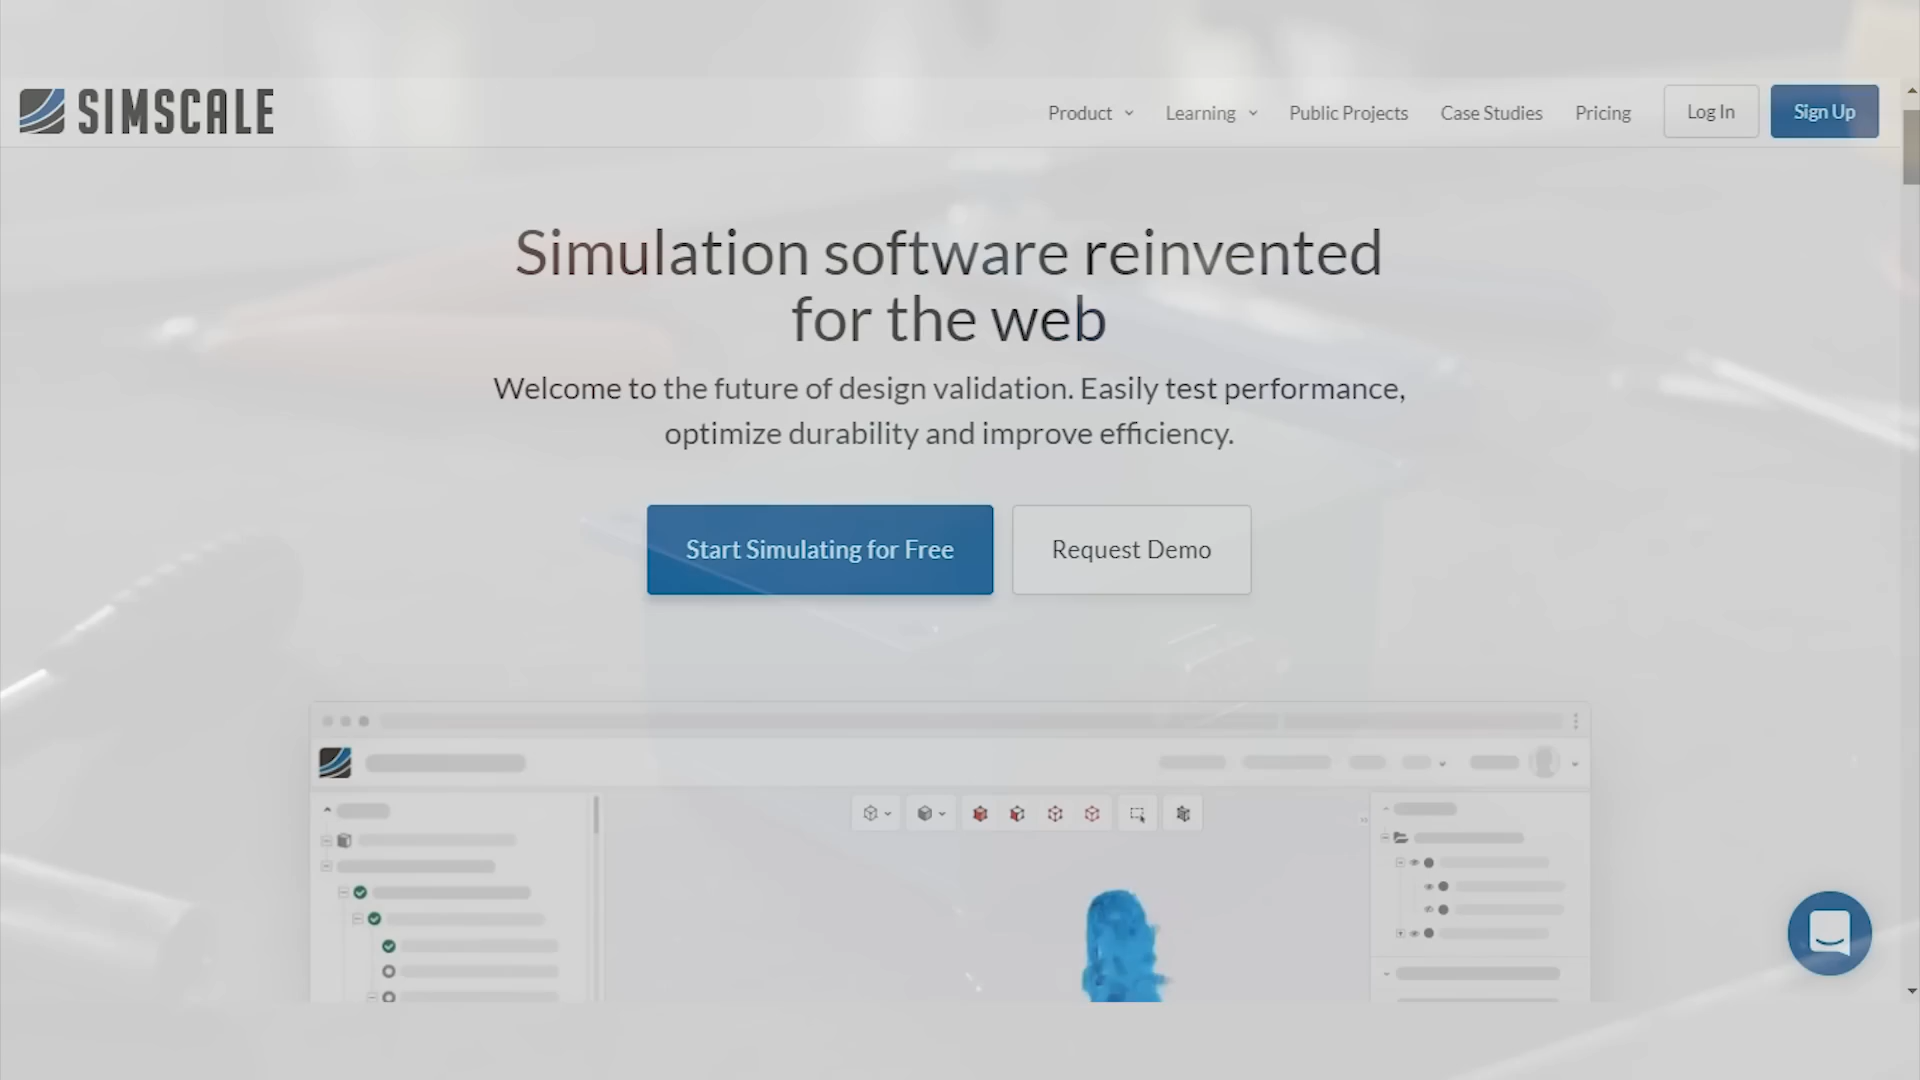 SIMSCALE
Product
Learning
Public Projects
Case Studies
Pricing
Log In
Sign Up
Simulation software reinvented
for the web
Welcome to the future of design validation. Easily test performance,
optimize durability and improve efficiency.
Start Simulating for Free
Request Demo